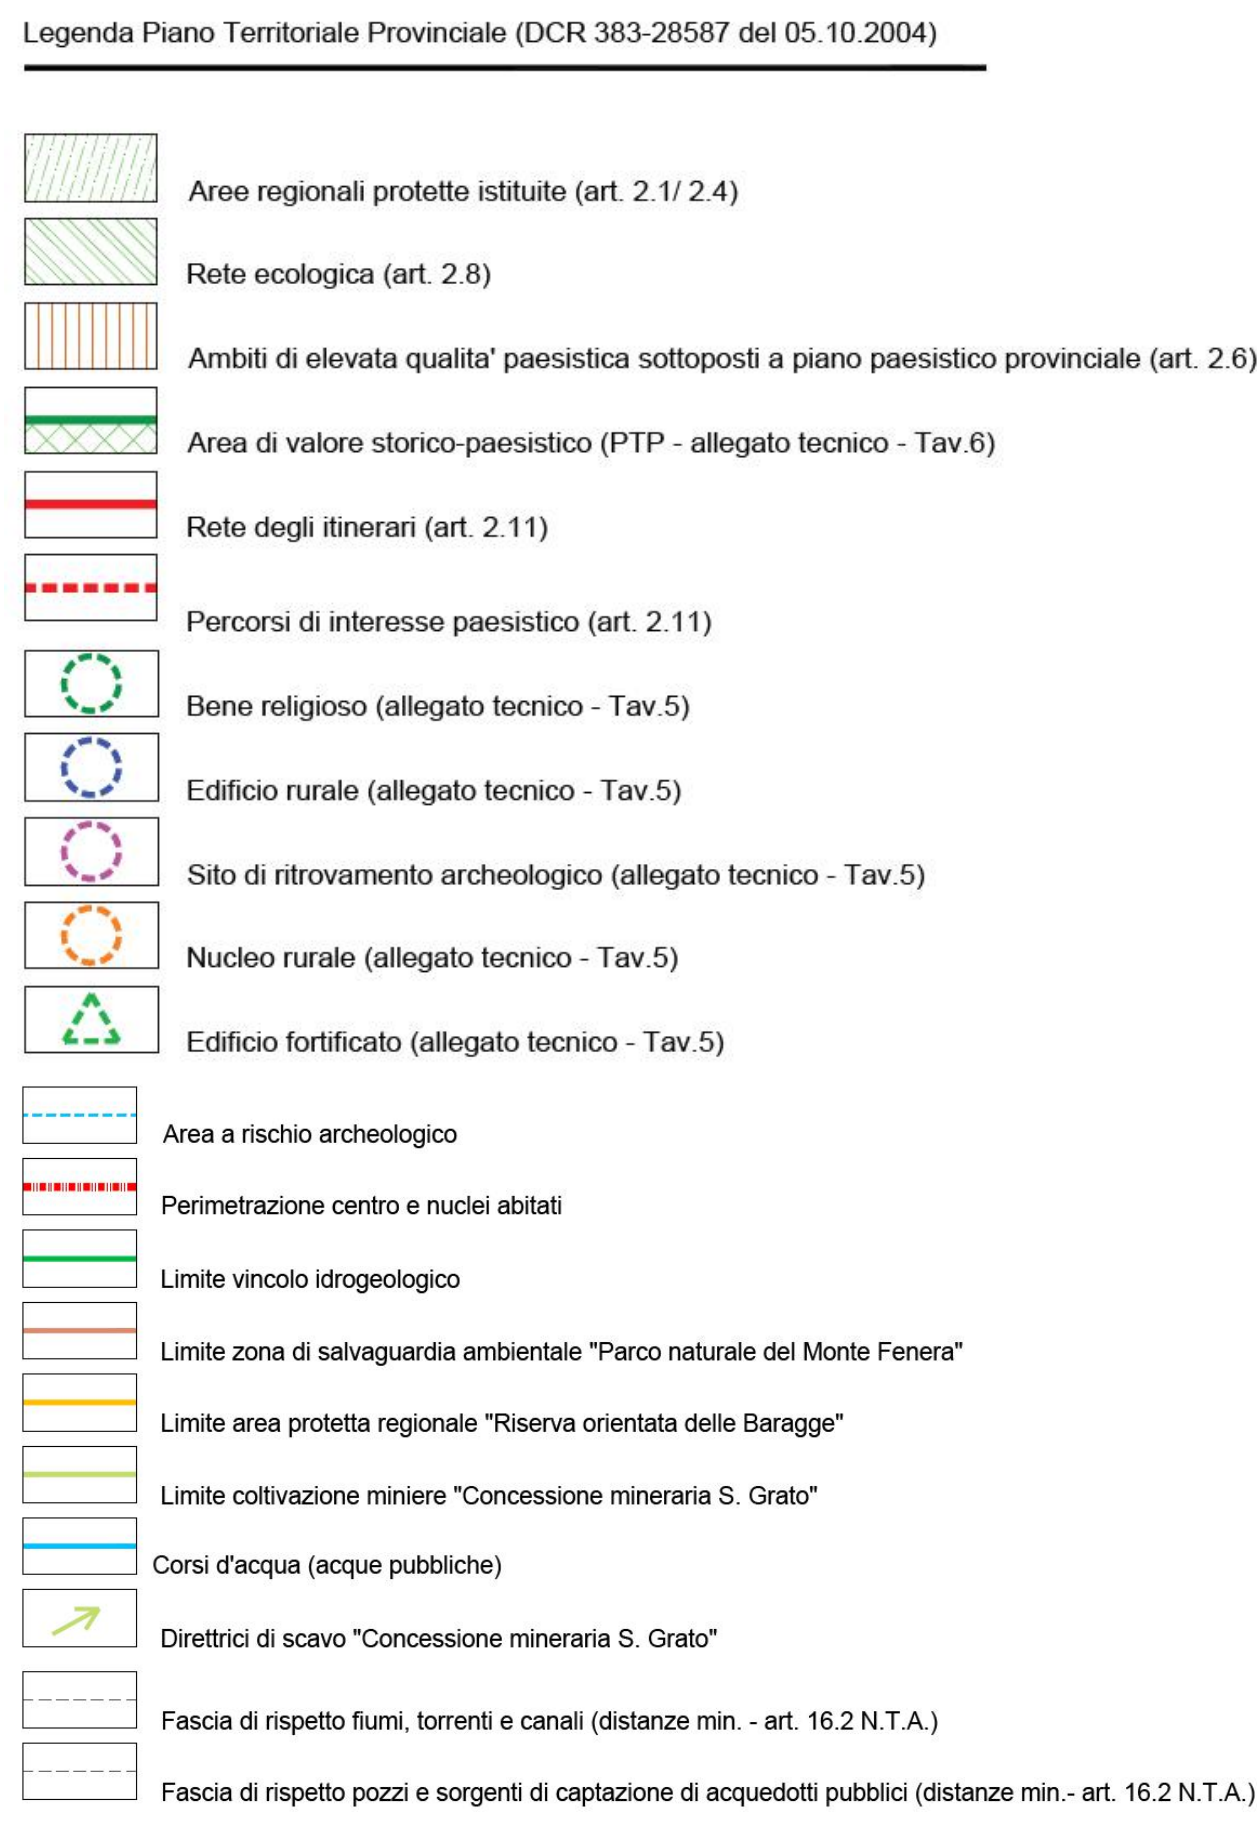 Legenda Piano Territoriale Provinciale (DCR 383-28587 del 05.10.2004)
Aree regionali protette istituite (art. 2.1/ 2.4)
Rete ecologica (art. 2.8)
Ambiti di elevata qualita' paesistica sottoposti a piano paesistico provinciale (art. 2.6)
Area di valore storico-paesistico (PTP - allegato tecnico - Tav.6)
Rete degli itinerari (art. 2.11)
Percorsi di interesse paesistico (art. 2.11)
Bene religioso (allegato tecnico - Tav.5)
Edificio rurale (allegato tecnico - Tav.5)
Sito di ritrovamento archeologico (allegato tecnico - Tav.5)
Nucleo rurale (allegato tecnico - Tav.5)
Edificio fortificato (allegato tecnico - Tav.5)
Area a rischio archeologico
Perimetrazione centro e nuclei abitati
Limite vincolo idrogeologico
Limite zona di salvaguardia ambientale "Parco naturale del Monte Fenera"
Limite area protetta regionale "Riserva orientata delle Baragge"
Limite coltivazione miniere "Concessione mineraria S. Grato"
Corsi d'acqua (acque pubbliche)
Direttrici di scavo "Concessione mineraria S. Grato"
Fascia di rispetto fiumi, torrenti e canali (distanze min. - art. 16.2 N.T.A.)
Fascia di rispetto pozzi e sorgenti di captazione di acquedotti pubblici (distanze min.- art. 16.2 N.T.A.)